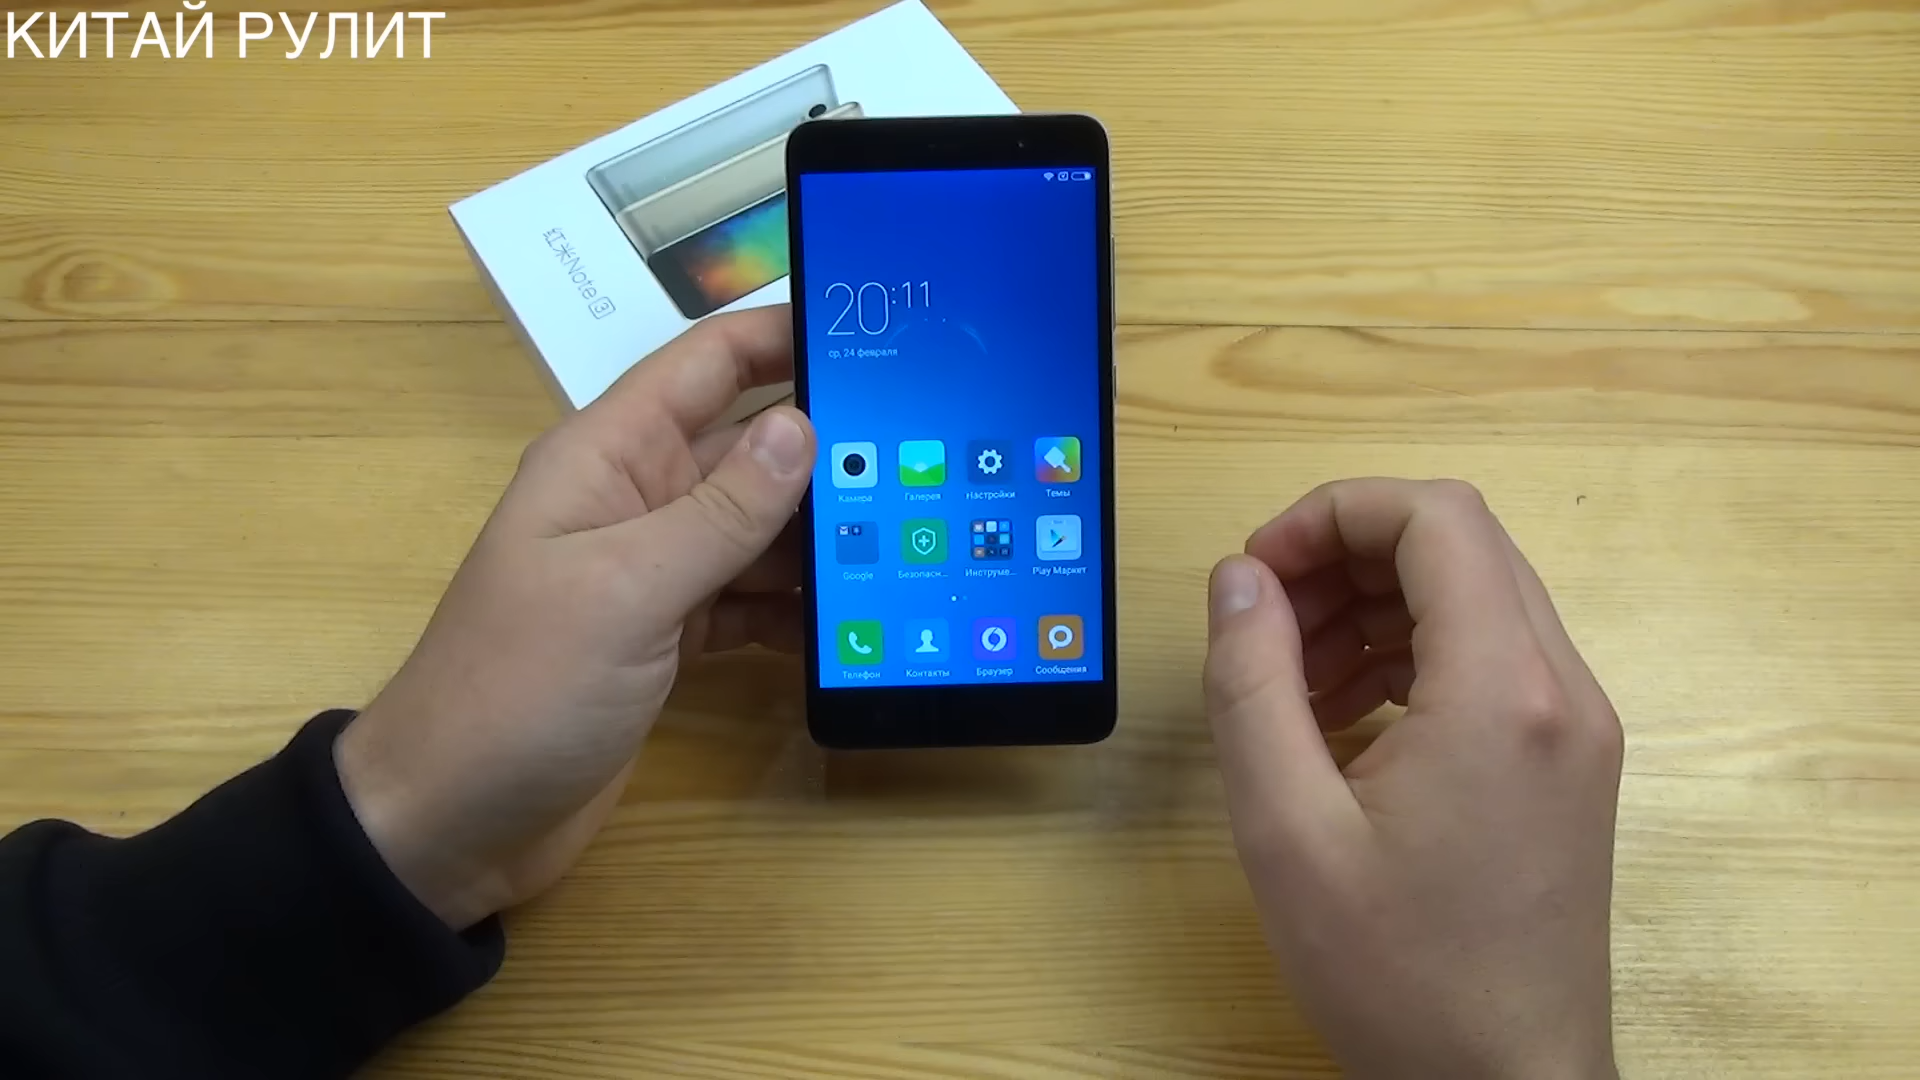 КИТАЙ РУЛИТ
红米Note 3
20:11
ср, 24 февраля
Камера Галерея Настройки Темы
Google Безопасн... Инструме... Play Маркет
Телефон Контакты Браузер Сообщения